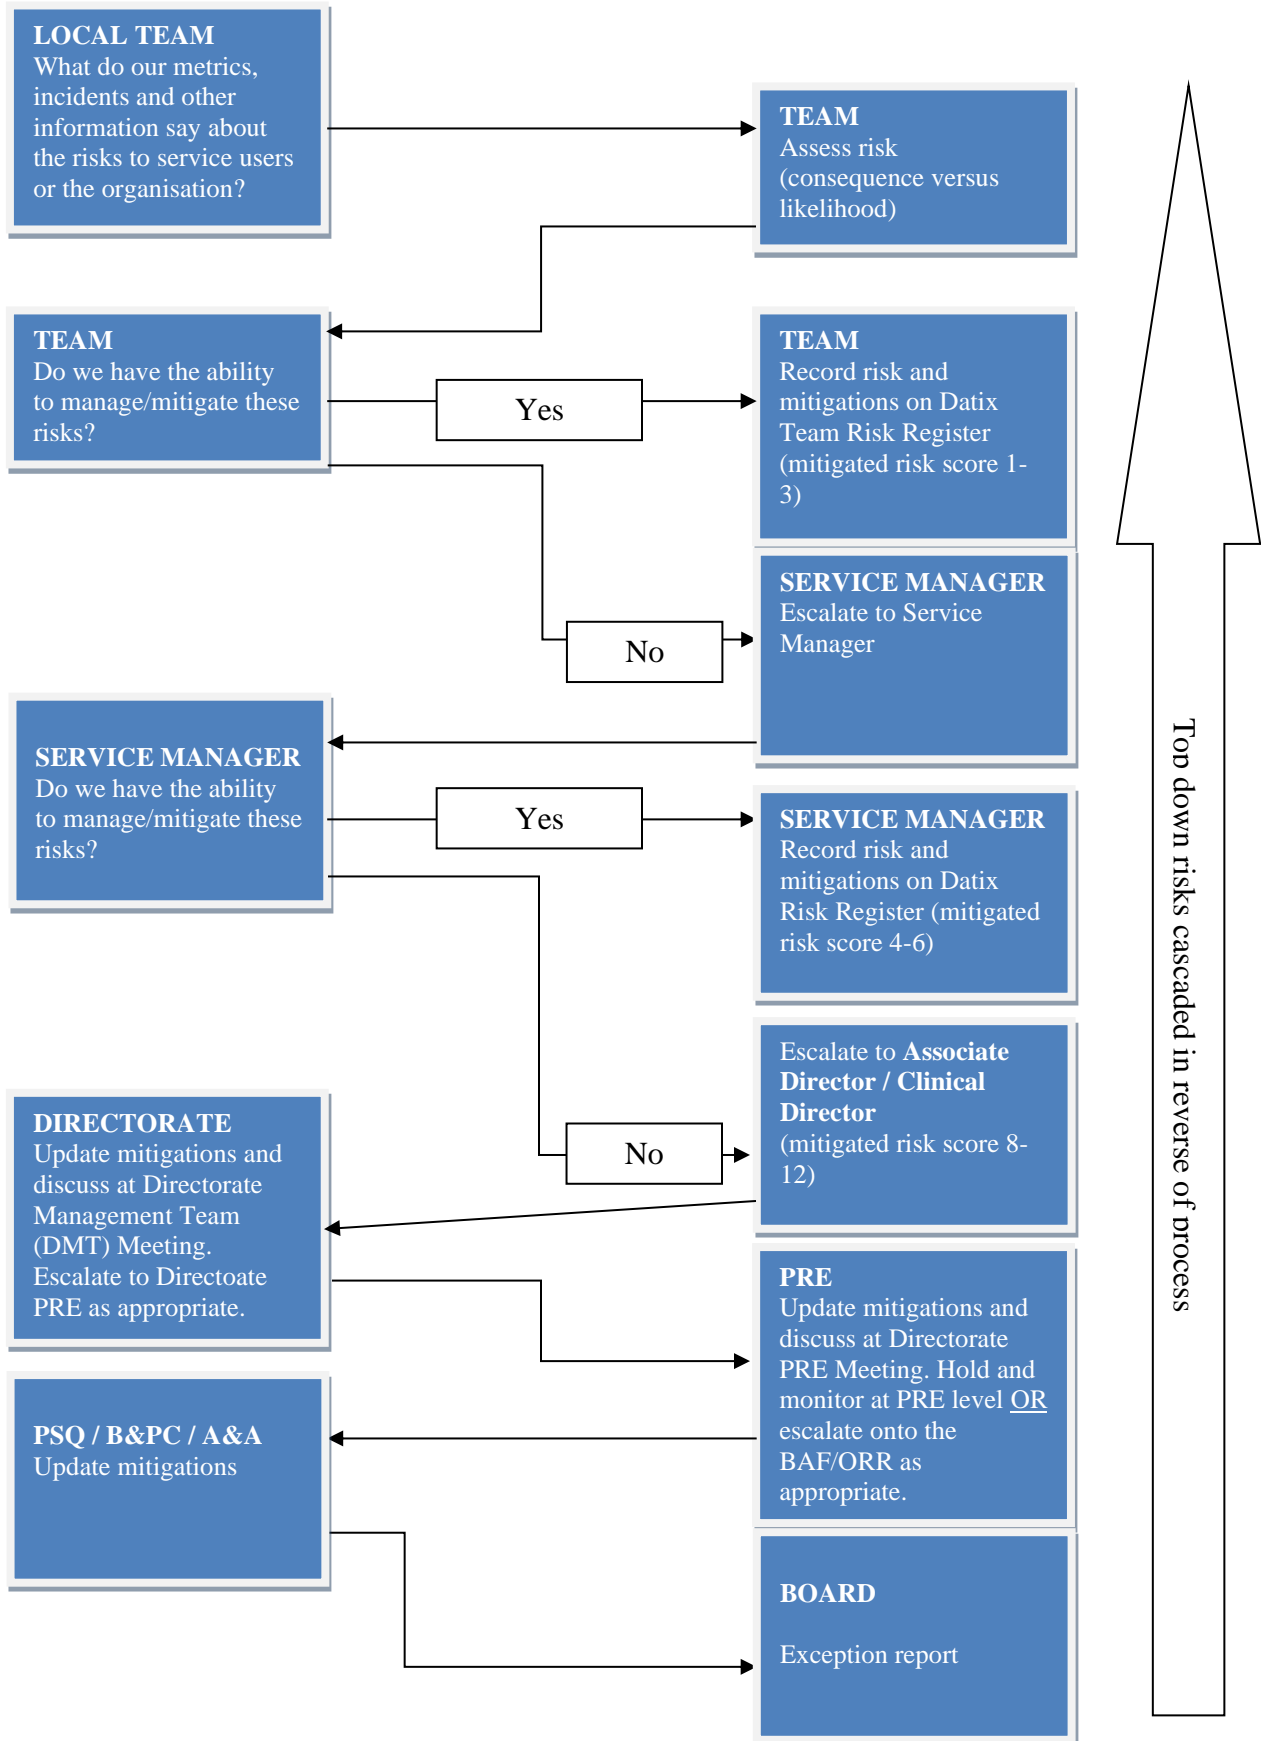 LOCAL TEAM
What do our metrics,
incidents and other
information say about
the risks to service users
or the organisation?
TEAM
Assess risk
(consequence versus
likelihood)
TEAM
Do we have the ability
to manage/mitigate these
risks?
Yes
TEAM
Record risk and
mitigations on Datix
Team Risk Register
(mitigated risk score 1-
3)
No
SERVICE MANAGER
Escalate to Service
Manager
SERVICE MANAGER
Do we have the ability
to manage/mitigate these
risks?
Yes
SERVICE MANAGER
Record risk and
mitigations on Datix
Risk Register (mitigated
risk score 4-6)
No
Escalate to Associate
Director / Clinical
Director
(mitigated risk score 8-
12)
DIRECTORATE
Update mitigations and
discuss at Directorate
Management Team
(DMT) Meeting.
Escalate to Directoate
PRE as appropriate.
PRE
Update mitigations and
discuss at Directorate
PRE Meeting. Hold and
monitor at PRE level OR
escalate onto the
BAF/ORR as
appropriate.
PSQ / B&PC / A&A
Update mitigations
BOARD
Exception report
Top down risks cascaded in reverse of process